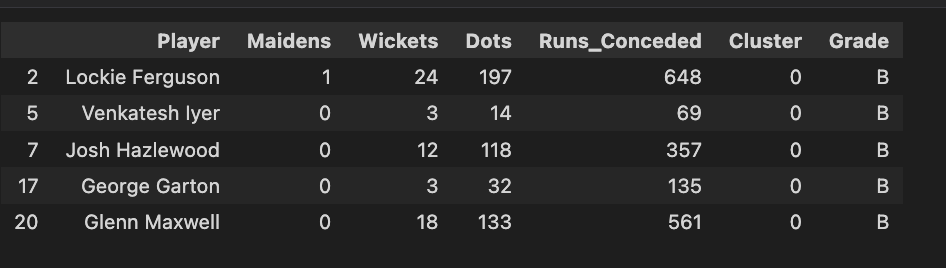 Player Maidens Wickets Dots Runs_Conceded Cluster Grade
2 Lockie Ferguson 1 24 197 648 0 B
5 Venkatesh Iyer 0 3 14 69 0 B
7 Josh Hazlewood 0 12 118 357 0 B
17 George Garton 0 3 32 135 0 B
20 Glenn Maxwell 0 18 133 561 0 B